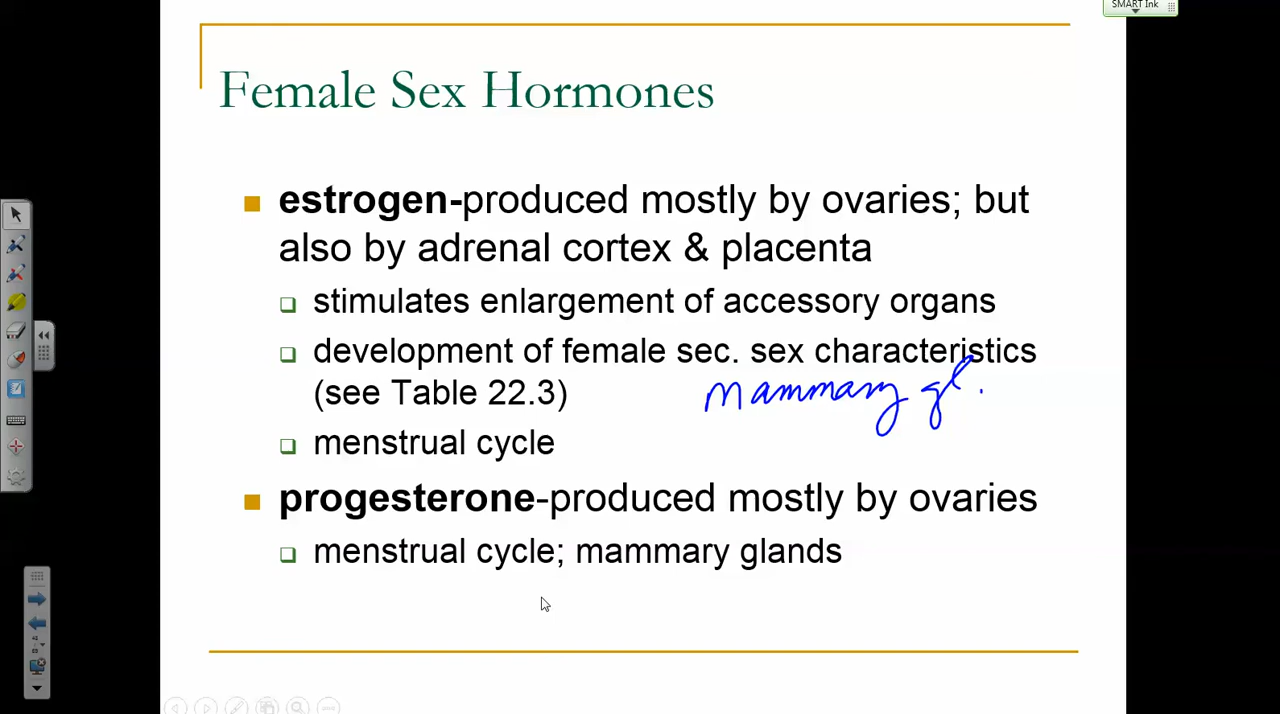 SMART Ink
Female Sex Hormones
estrogen-produced mostly by ovaries; but
also by adrenal cortex & placenta
stimulates enlargement of accessory organs
development of female sec. sex characteristics
(see Table 22.3)
mammary gl.
menstrual cycle
progesterone-produced mostly by ovaries
menstrual cycle; mammary glands